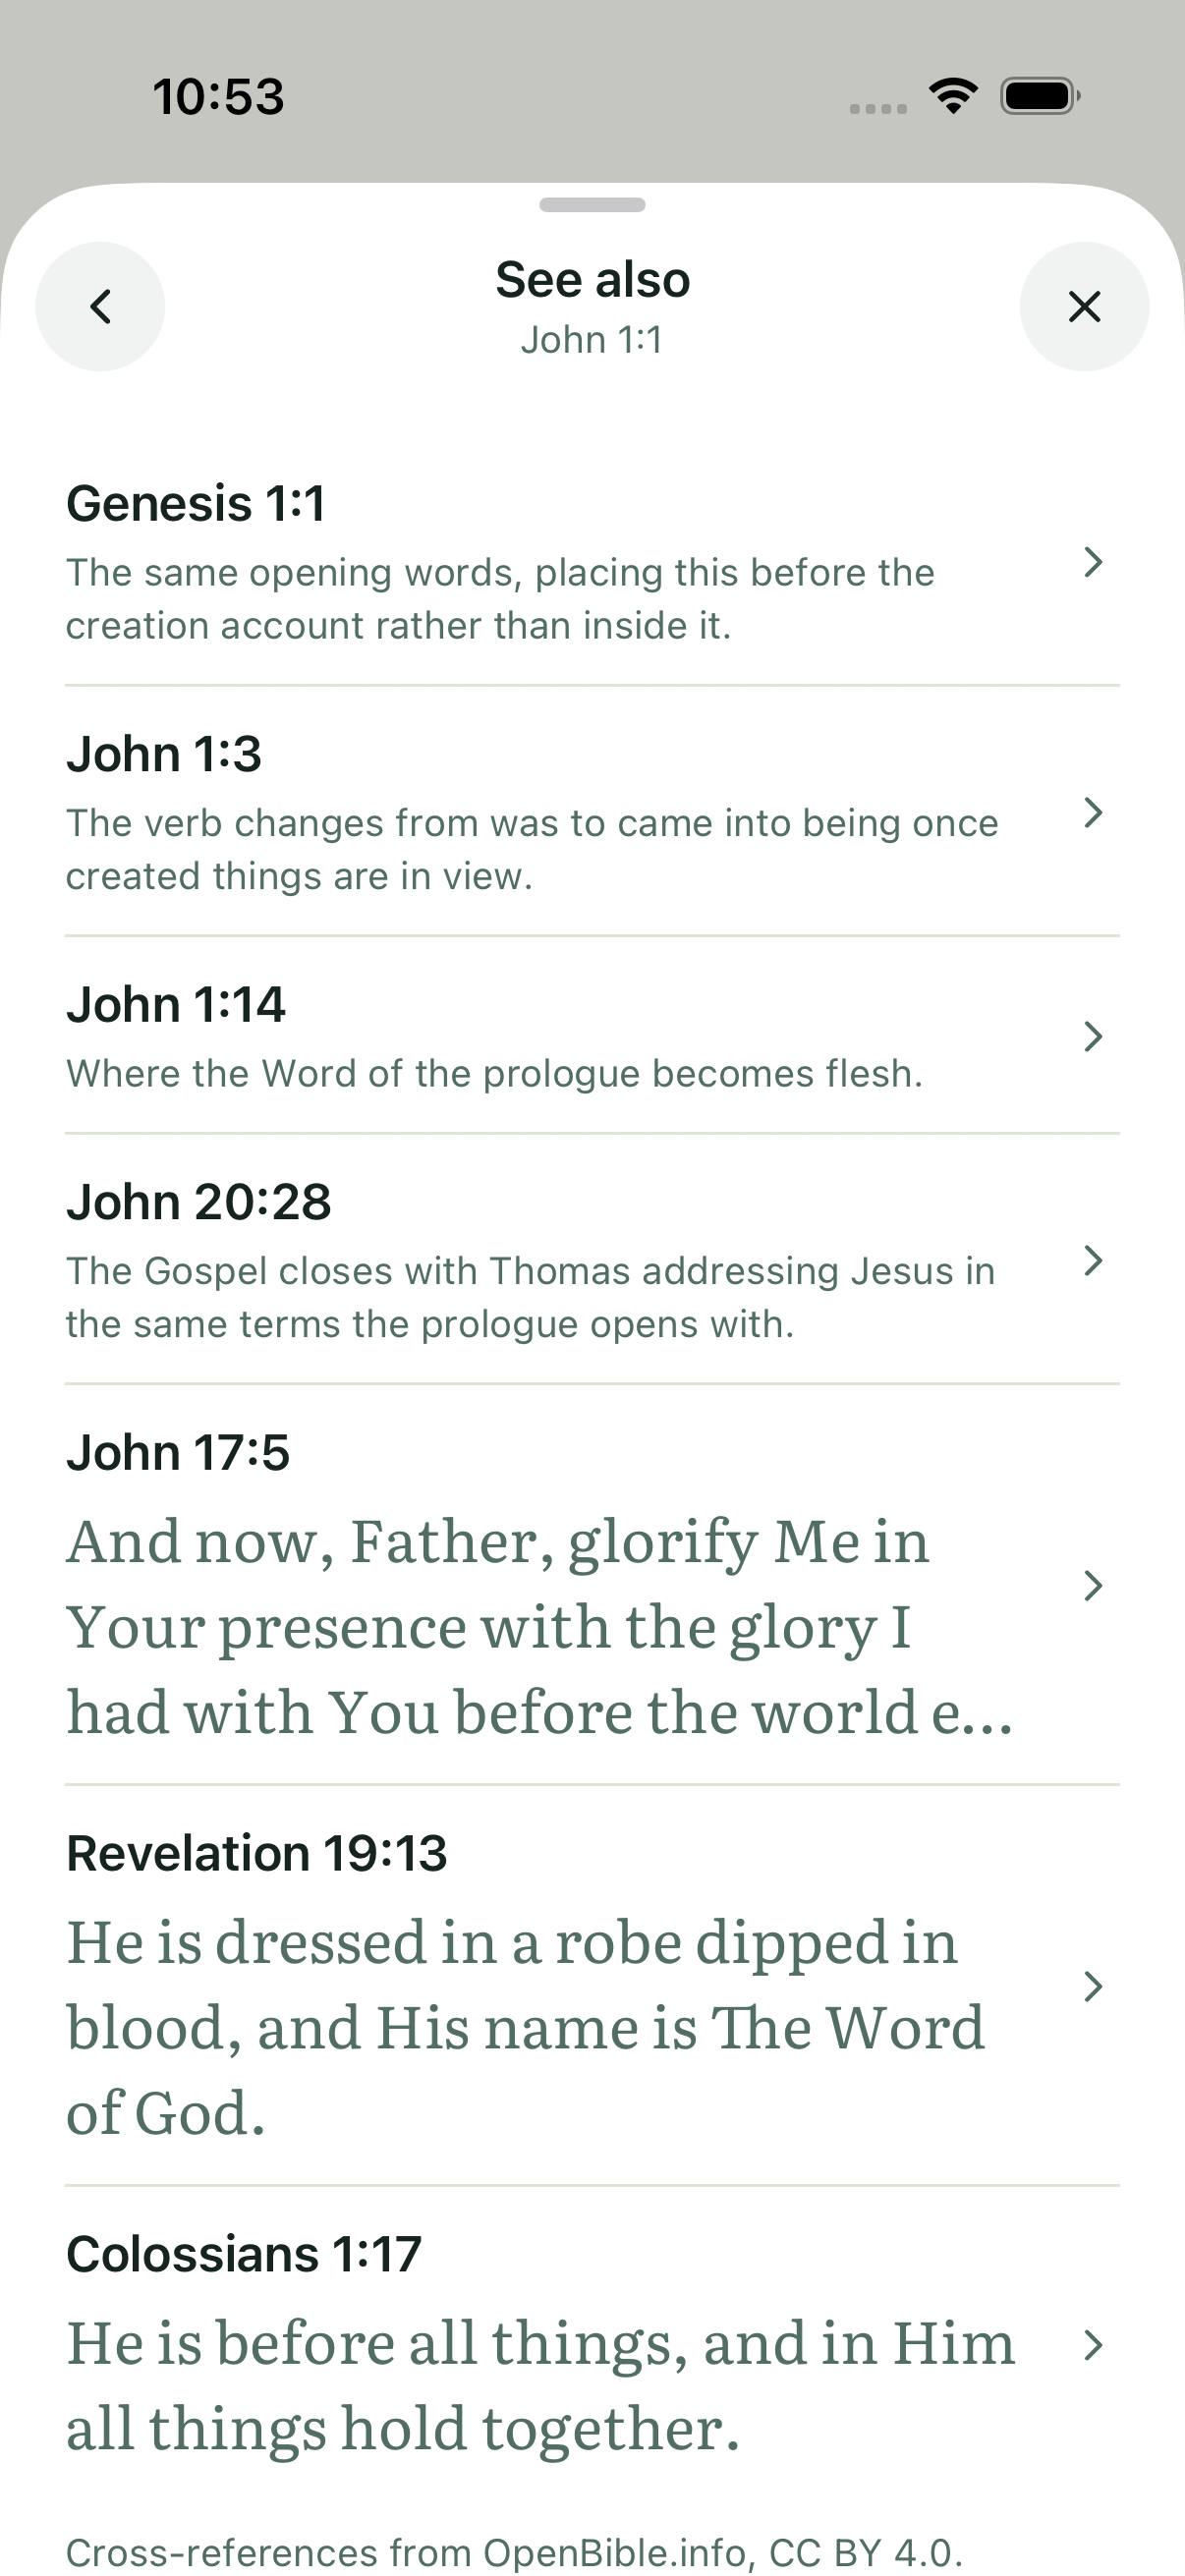 10:53
See also
John 1:1
Genesis 1:1
The same opening words, placing this before the
creation account rather than inside it.
John 1:3
The verb changes from was to came into being once
created things are in view.
John 1:14
Where the Word of the prologue becomes flesh.
John 20:28
The Gospel closes with Thomas addressing Jesus in
the same terms the prologue opens with.
John 17:5
And now, Father, glorify Me in
Your presence with the glory I
had with You before the world e...
Revelation 19:13
He is dressed in a robe dipped in
blood, and His name is The Word
of God.
Colossians 1:17
He is before all things, and in Him
all things hold together.
Cross-references from OpenBible.info, CC BY 4.0.